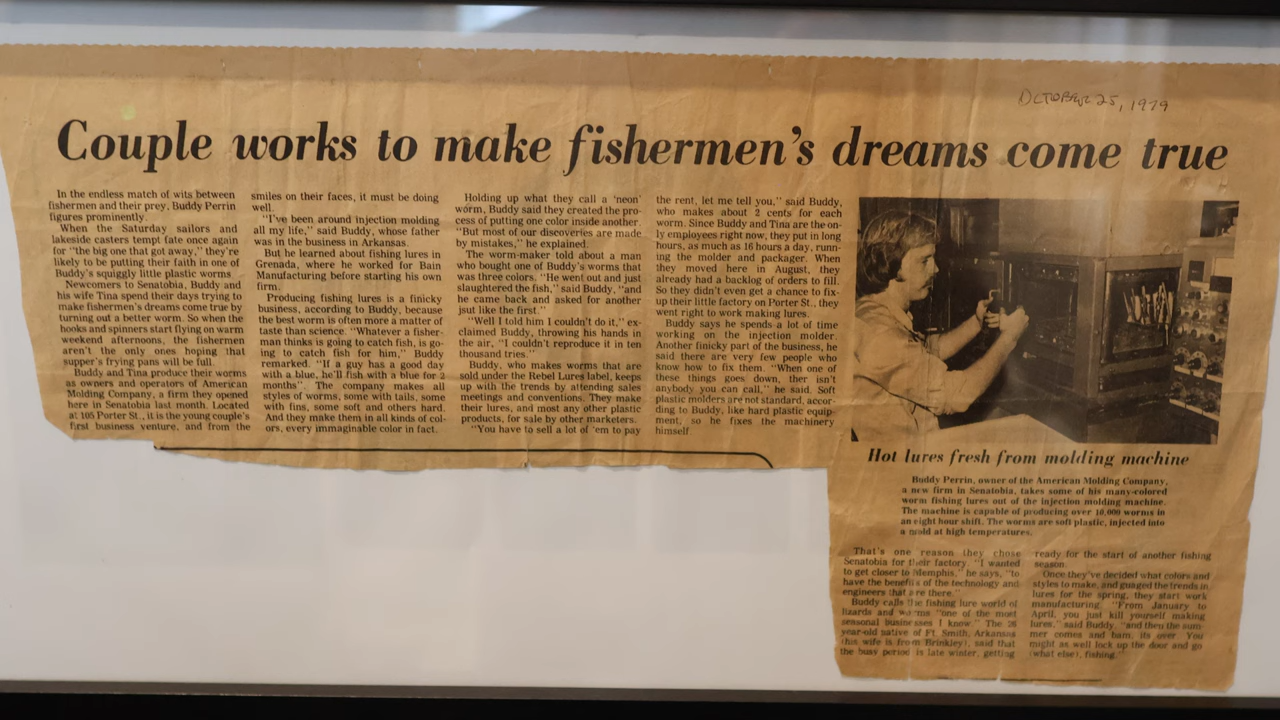 OCTOBER 25, 1979
Couple works to make fishermen's dreams come true
In the endless match of wits between
fishermen and their prey, Buddy Perrin
figures prominently.
When the Saturday sailors and
lakeside casters tempt fate once again
for "the big one that got away," they're
likely to be putting their faith in one of
Buddy's squiggly little plastic worms.
Newcomers to Senatobia, Buddy and
his wife Tina spend their days trying to
make fishermen's dreams come true by
turning out a better worm. So when the
hooks and spinners start flying on warm
weekend afternoons, the fishermen
aren't the only ones hoping that
supper's frying pans will be full.
Buddy and Tina produce their worms
as owners and operators of American
Molding Company, a firm they opened
here in Senatobia last month. Located
at 105 Porter St., it is the young couple's
first business venture, and from the
smiles on their faces, it must be doing
well.
"I've been around injection molding
all my life," said Buddy, whose father
was in the business in Arkansas.
But he learned about fishing lures in
Grenada, where he worked for Bain
Manufacturing before starting his own
firm.
Producing fishing lures is a finicky
business, according to Buddy, because
the best worm is often more a matter of
taste than science. "Whatever a fisher-
man thinks is going to catch fish, is go-
ing to catch fish for him," Buddy
remarked. "If a guy has a good day
with a blue, he'll fish with a blue for 2
months". The company makes all
styles of worms, some with tails, some
with fins, some soft and others hard.
And they make them in all kinds of col-
ors, every immaginable color in fact.
Holding up what they call a 'neon'
worm, Buddy said they created the pro-
cess of putting one color inside another.
"But most of our discoveries are made
by mistakes," he explained.
The worm-maker told about a man
who bought one of Buddy's worms that
was three colors. "He went out and just
slaughtered the fish," said Buddy, "and
he came back and asked for another
jsut like the first."
"Well I told him I couldn't do it," ex-
claimed Buddy, throwing his hands in
the air, "I couldn't reproduce it in ten
thousand tries."
Buddy, who makes worms that are
sold under the Rebel Lures label, keeps
up with the trends by attending sales
meetings and conventions. They make
their lures, and most any other plastic
products, for sale by other marketers.
"You have to sell a lot of 'em to pay
the rent, let me tell you," said Buddy,
who makes about 2 cents for each
worm. Since Buddy and Tina are the on-
ly employees right now, they put in long
hours, as much as 16 hours a day, run-
ning the molder and packager. When
they moved here in August, they
already had a backlog of orders to fill.
So they didn't even get a chance to fix-
up their little factory on Porter St., they
went right to work making lures.
Buddy says he spends a lot of time
working on the injection molder.
Another finicky part of the business, he
said there are very few people who
know how to fix them. "When one of
these things goes down, ther isn't
anybody you can call," he said. Soft
plastic molders are not standard, accor-
ding to Buddy, like hard plastic equip-
ment, so he fixes the machinery
himself.
Hot lures fresh from molding machine
Buddy Perrin, owner of the American Molding Company,
a new firm in Senatobia, takes some of his many-colored
worm fishing lures out of the injection molding machine.
The machine is capable of producing over 10,000 worms in
an eight hour shift. The worms are soft plastic, injected into
a mold at high temperatures.
That's one reason they chose
Senatobia for their factory. "I wanted
to get closer to Memphis," he says, "to
have the benefits of the technology and
engineers that are there."
Buddy calls the fishing lure world of
lizards and worms "one of the most
seasonal businesses I know." The 26
year-old native of Ft. Smith, Arkansas
(his wife is from Brinkley), said that
the busy period is late winter, getting
ready for the start of another fishing
season.
Once they've decided what colors and
styles to make, and guaged the trends in
lures for the spring, they start work
manufacturing. "From January to
April, you just kill yourself making
lures," said Buddy, "and then the sum-
mer comes and bam, its over. You
might as well lock up the door and go
(what else), fishing."